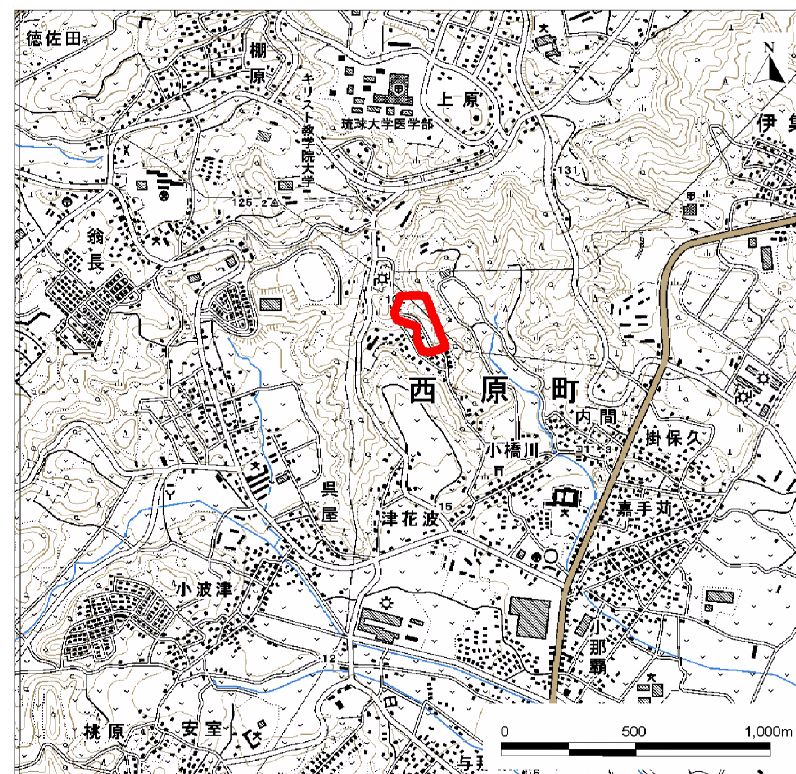 徳佐田
棚原
上原
琉球大学医学部
キリスト教学院大学
N
伊集
131
125.2
翁長
西原町
内間
小橋川
掛保久
呉屋
津花波
15
嘉手苅
小波津
小那覇
12
桃原
安室
0 500 1,000m